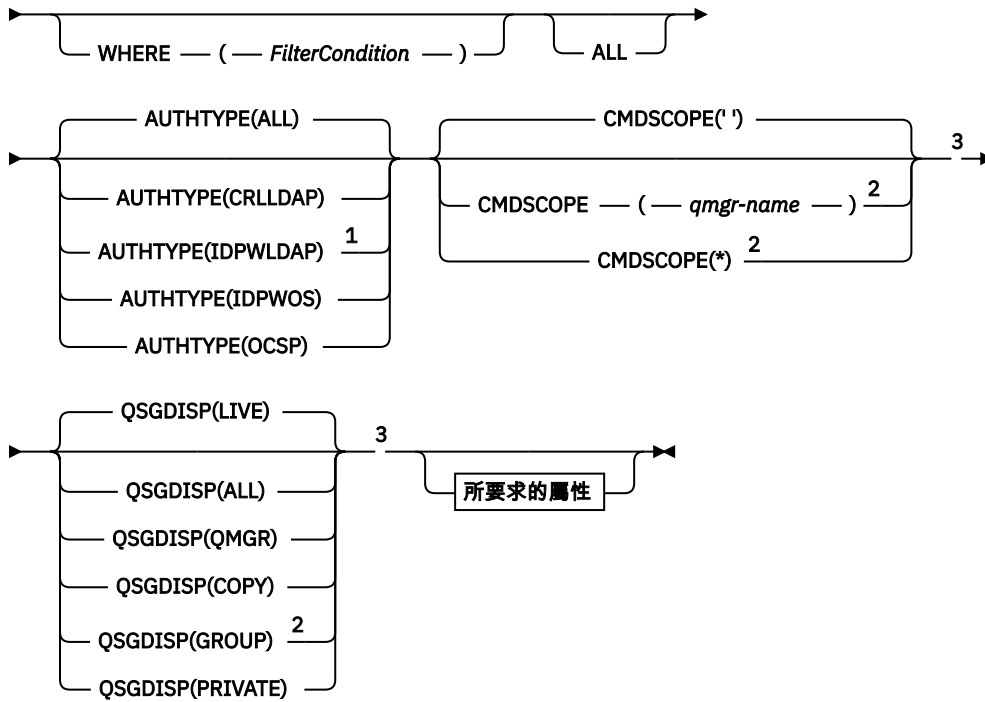 WHERE ( FilterCondition ) ALL
AUTHTYPE(ALL) CMDSCOPE(' ')
3
AUTHTYPE(CRLLDAP) CMDSCOPE ( qmgr-name ) 2
AUTHTYPE(IDPWLDAP) 1 CMDSCOPE(*) 2
AUTHTYPE(IDPWOS)
AUTHTYPE(OCSP)
QSGDISP(LIVE)
3
QSGDISP(ALL) 所要求的屬性
QSGDISP(QMGR)
QSGDISP(COPY)
QSGDISP(GROUP) 2
QSGDISP(PRIVATE)